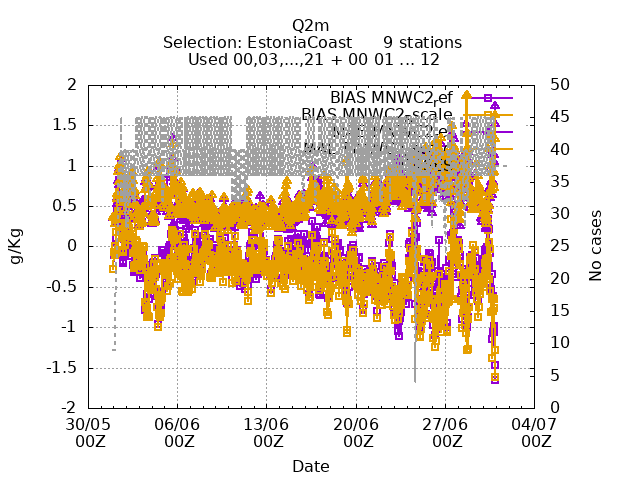 Q2m
Selection: EstoniaCoast 9 stations
Used 00,03,...,21 + 00 01 ... 12
BIAS MNWC2ref
BIAS MNWC2-scale
g/Kg
No cases
2
1.5
1
0.5
0
-0.5
-1
-1.5
-2
50
45
40
35
30
25
20
15
10
5
0
30/05 06/06 13/06 20/06 27/06 04/07
00Z 00Z 00Z 00Z 00Z 00Z
Date